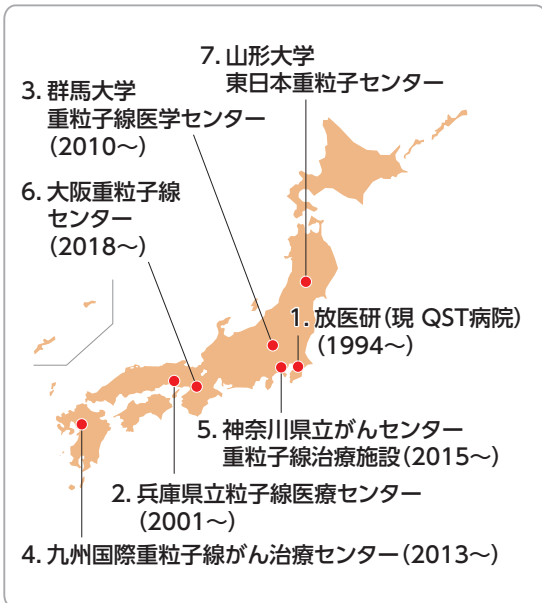 7. 山形大学
東日本重粒子センター
3. 群馬大学
重粒子線医学センター
(2010～)
6. 大阪重粒子線
センター
(2018～)
1. 放医研(現 QST病院)
(1994～)
5. 神奈川県立がんセンター
重粒子線治療施設(2015～)
2. 兵庫県立粒子線医療センター
(2001～)
4. 九州国際重粒子線がん治療センター(2013～)